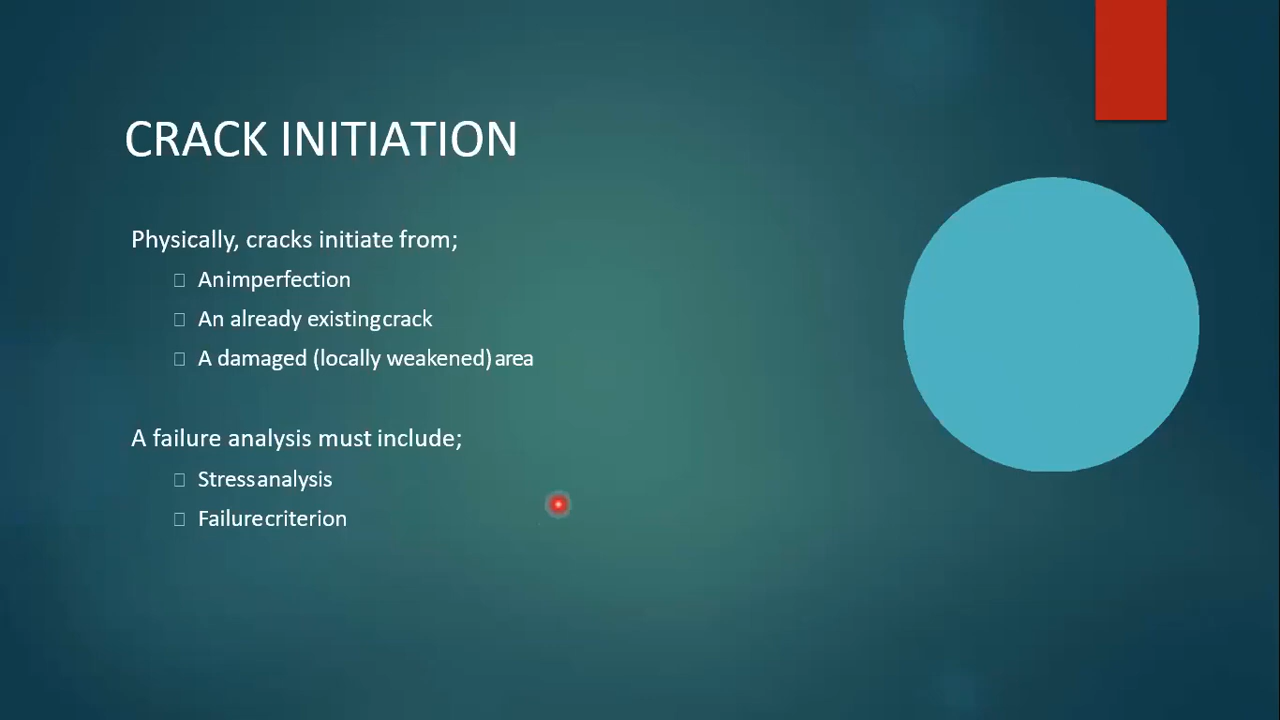 CRACK INITIATION
Physically, cracks initiate from;
An imperfection
An already existing crack
A damaged (locally weakened) area
A failure analysis must include;
Stress analysis
Failure criterion